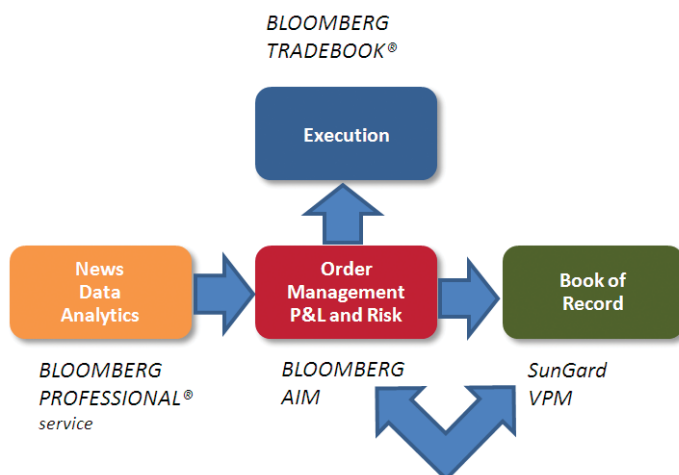 BLOOMBERG
TRADEBOOK®
Execution
News
Data
Analytics
Order
Management
P&L and Risk
Book of
Record
BLOOMBERG
PROFESSIONAL®
service
BLOOMBERG
AIM
SunGard
VPM